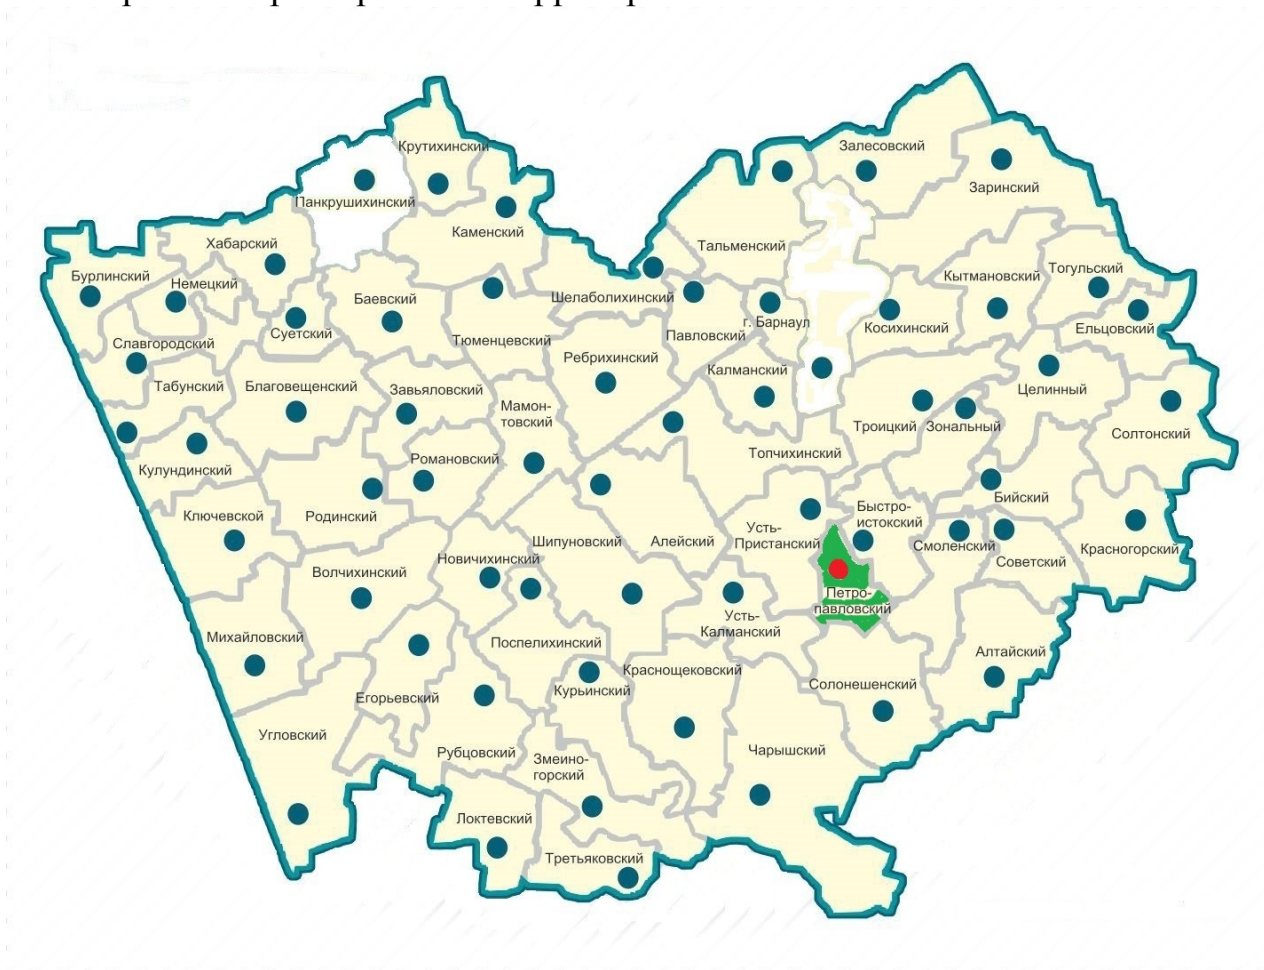 Крутихинский
Залесовский
Заринский
Панкрушихинский
Каменский
Хабарский
Тальменский
Бурлинский
Немецкий
Кытмановский
Тогульский
Баевский
Шелаболихинский
г. Барнаул
Косихинский
Ельцовский
Суетский
Славгородский
Тюменцевский
Павловский
Ребрихинский
Калманский
Табунский
Благовещенский
Завьяловский
Целинный
Мамон-
товский
Троицкий
Зональный
Солтонский
Топчихинский
Романовский
Кулундинский
Бийский
Ключевской
Родинский
Быстро-
истокский
Усть-
Пристанский
Шипуновский
Алейский
Смоленский
Советский
Красногорский
Новичихинский
Волчихинский
Петро-
павловский
Усть-
Калманский
Михайловский
Поспелихинский
Алтайский
Краснощековский
Курьинский
Солонешенский
Егорьевский
Угловский
Рубцовский
Змеино-
горский
Чарышский
Локтевский
Третьяковский